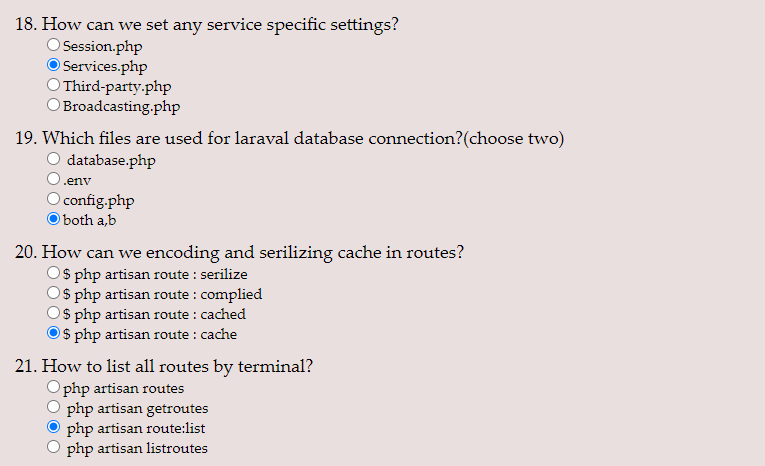 18. How can we set any service specific settings?
Session.php
Services.php
Third-party.php
Broadcasting.php
19. Which files are used for laraval database connection?(choose two)
database.php
.env
config.php
both a,b
20. How can we encoding and serilizing cache in routes?
$ php artisan route : serilize
$ php artisan route : complied
$ php artisan route : cached
$ php artisan route : cache
21. How to list all routes by terminal?
php artisan routes
php artisan getroutes
php artisan route:list
php artisan listroutes